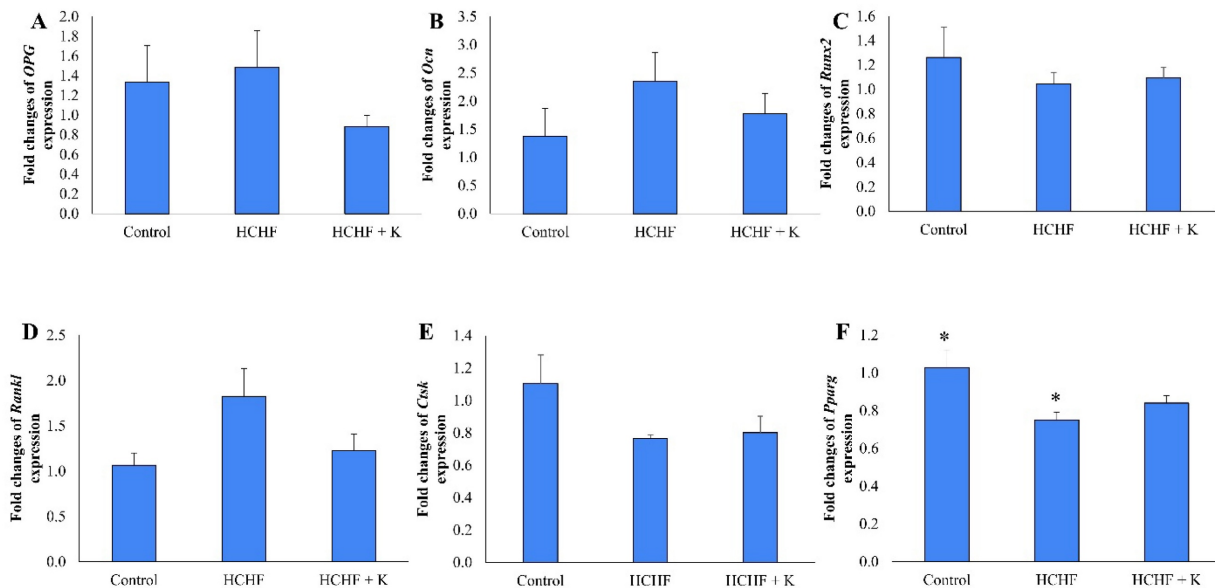 A
Fold changes of OPG
expression
2.0
1.8
1.6
1.4
1.2
1.0
0.8
0.6
0.4
0.2
0.0
Control HCHF HCHF + K
B
Fold changes of Ocn
expression
3.5
3.0
2.5
2.0
1.5
1.0
0.5
0.0
Control HCHF HCHF + K
C
Fold changes of Runx2
expression
1.6
1.4
1.2
1.0
0.8
0.6
0.4
0.2
0.0
Control HCHF HCHF + K
D
Fold changes of Rankl
expression
2.5
2.0
1.5
1.0
0.5
0.0
Control HCHF HCHF + K
E
Fold changes of Ctsk
expression
1.4
1.2
1.0
0.8
0.6
0.4
0.2
0.0
Control HCHF HCHF + K
F
Fold changes of Pparg
expression
1.2
1.0
0.8
0.6
0.4
0.2
0.0
* *
Control HCHF HCHF + K